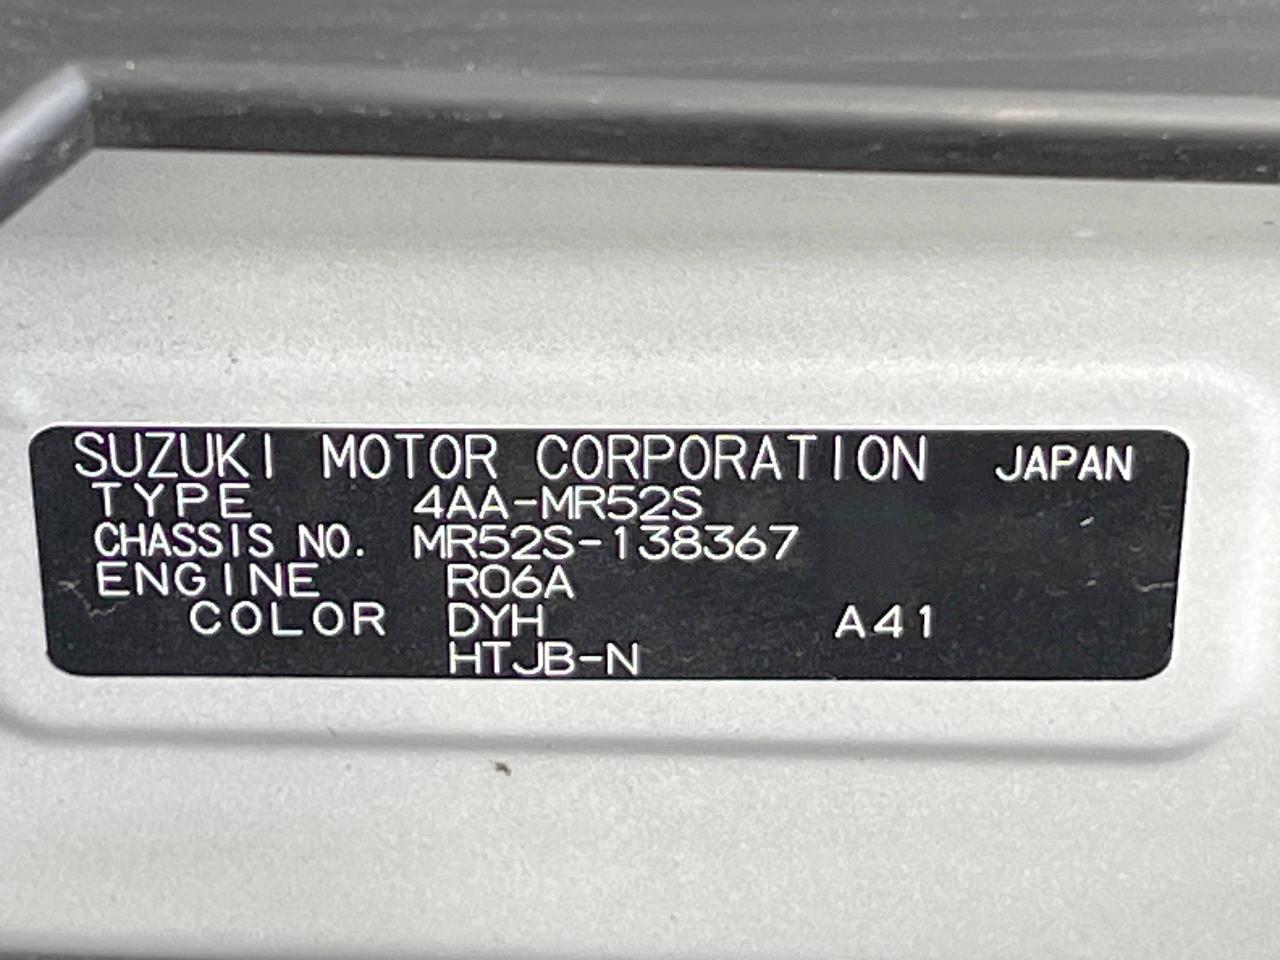 SUZUKI MOTOR CORPORATION JAPAN
TYPE 4AA-MR52S
CHASSIS NO. MR52S-138367
ENGINE R06A
COLOR DYH A41
HTJB-N